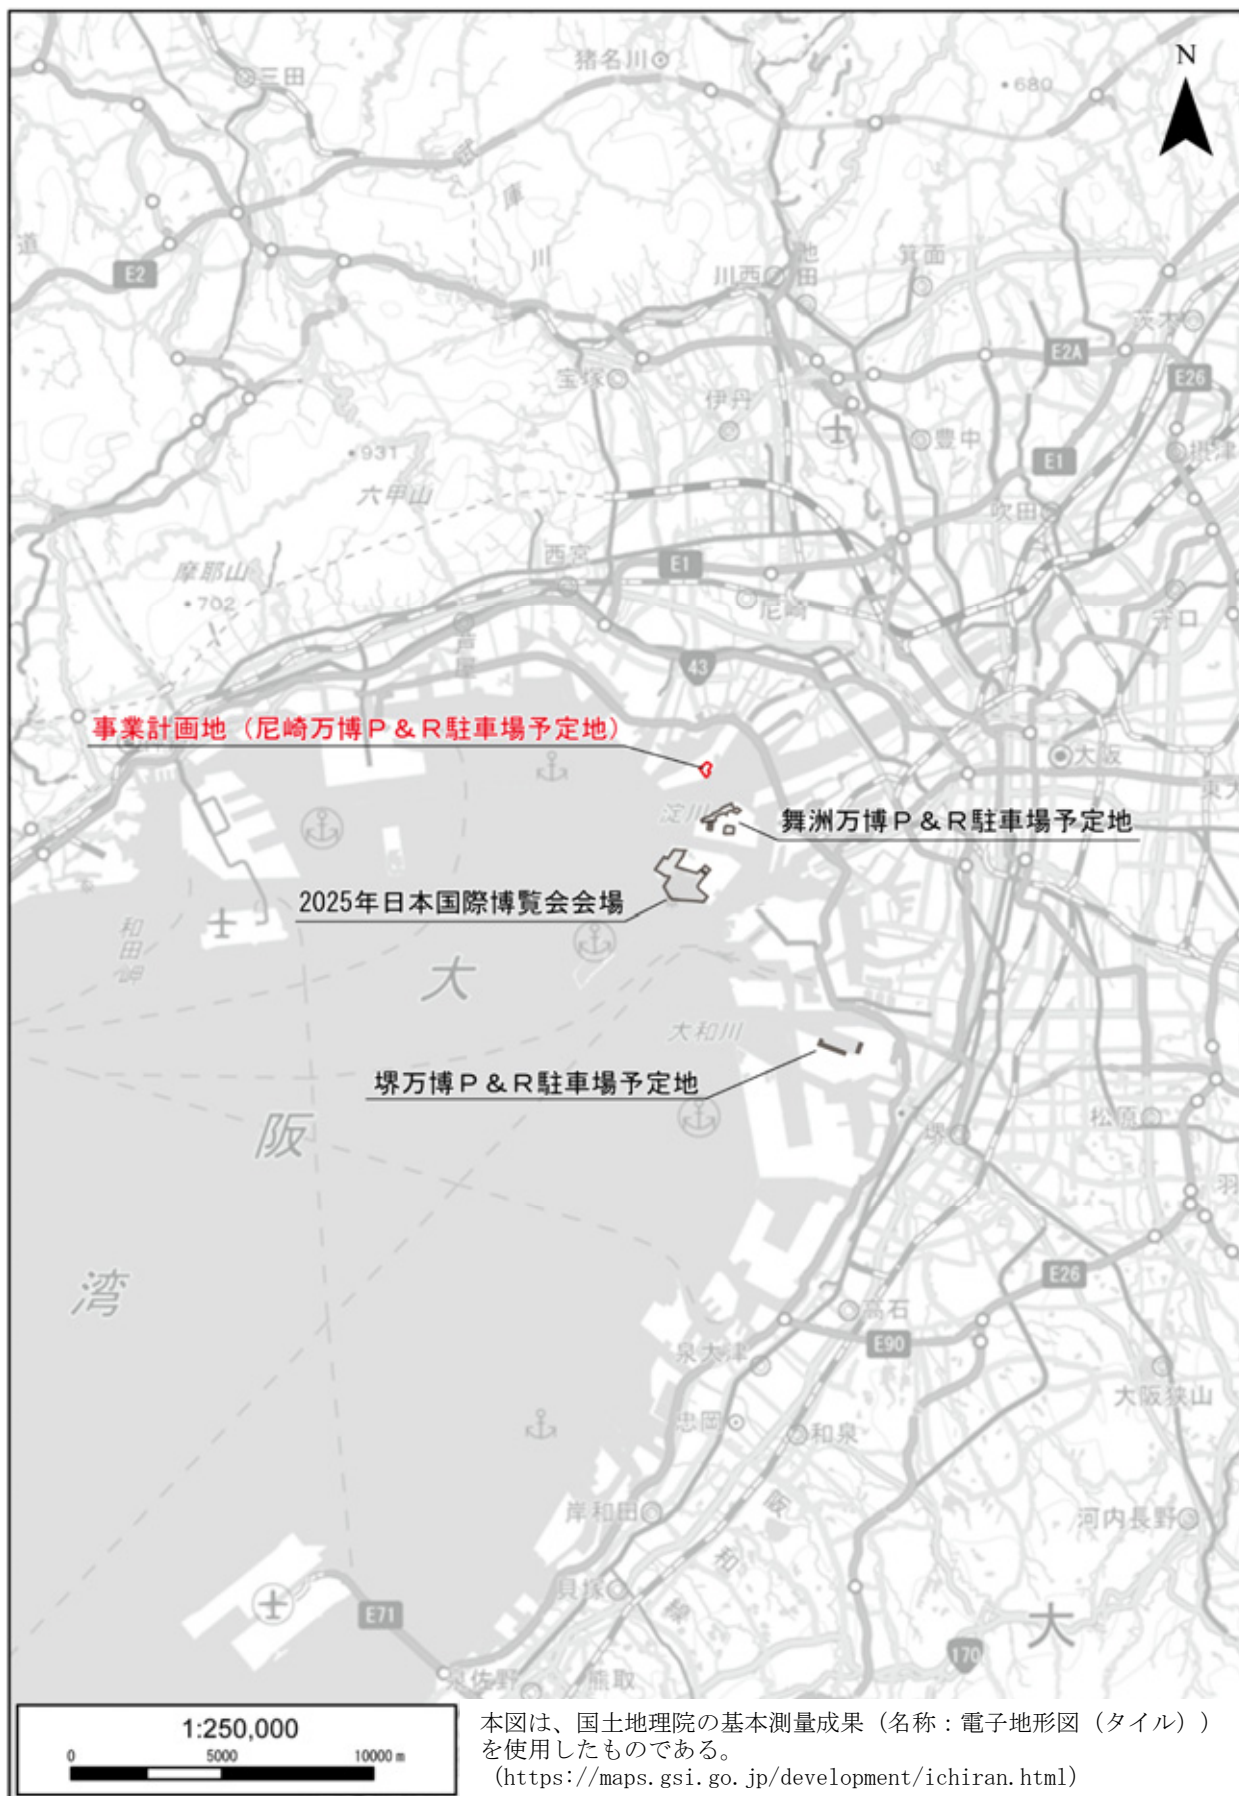 猪名川
三田
N
680
武
庫
川
道
E2
川西
池田
箕面
茨木
E2A
E26
宝塚
伊丹
豊中
E1
摂津
931
六甲山
吹田
西宮
E1
摩耶山
702
尼崎
守口
芦屋
43
事業計画地（尼崎万博Ｐ＆Ｒ駐車場予定地）
大阪
東大
淀川
舞洲万博Ｐ＆Ｒ駐車場予定地
2025年日本国際博覧会会場
和田岬
大
大和川
堺万博Ｐ＆Ｒ駐車場予定地
阪
松原
堺
羽
湾
E26
高石
E90
泉大津
大阪狭山
忠岡
和泉
岸和田
阪
河内長野
和
貝塚
線
E71
大
170
泉佐野
熊取
1:250,000
0 5000 10000 m
本図は、国土地理院の基本測量成果（名称：電子地形図（タイル））
を使用したものである。
（https://maps.gsi.go.jp/development/ichiran.html）